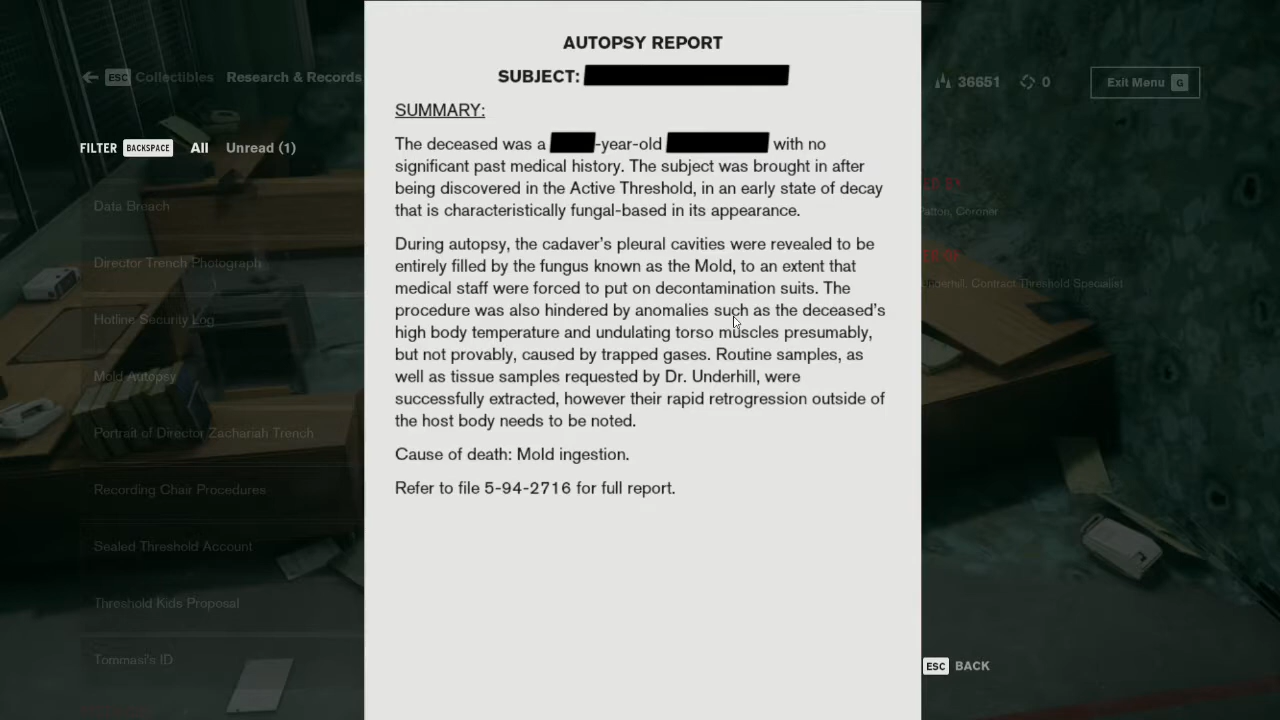 AUTOPSY REPORT
SUBJECT:
SUMMARY:
The deceased was a -year-old with no
significant past medical history. The subject was brought in after
being discovered in the Active Threshold, in an early state of decay
that is characteristically fungal-based in its appearance.
During autopsy, the cadaver's pleural cavities were revealed to be
entirely filled by the fungus known as the Mold, to an extent that
medical staff were forced to put on decontamination suits. The
procedure was also hindered by anomalies such as the deceased's
high body temperature and undulating torso muscles presumably,
but not provably, caused by trapped gases. Routine samples, as
well as tissue samples requested by Dr. Underhill, were
successfully extracted, however their rapid retrogression outside of
the host body needs to be noted.
Cause of death: Mold ingestion.
Refer to file 5-94-2716 for full report.
ESC Collectibles Research & Records
FILTER BACKSPACE All Unread (1)
Data Breach
Director Trench Photograph
Hotline Security Log
Mold Autopsy
Portrait of Director Zachariah Trench
Recording Chair Procedures
Sealed Threshold Account
Threshold Kids Proposal
Tommasi's ID
36651 0 Exit Menu G
Patton, Coroner
Underhill, Contract Threshold Specialist
ESC BACK